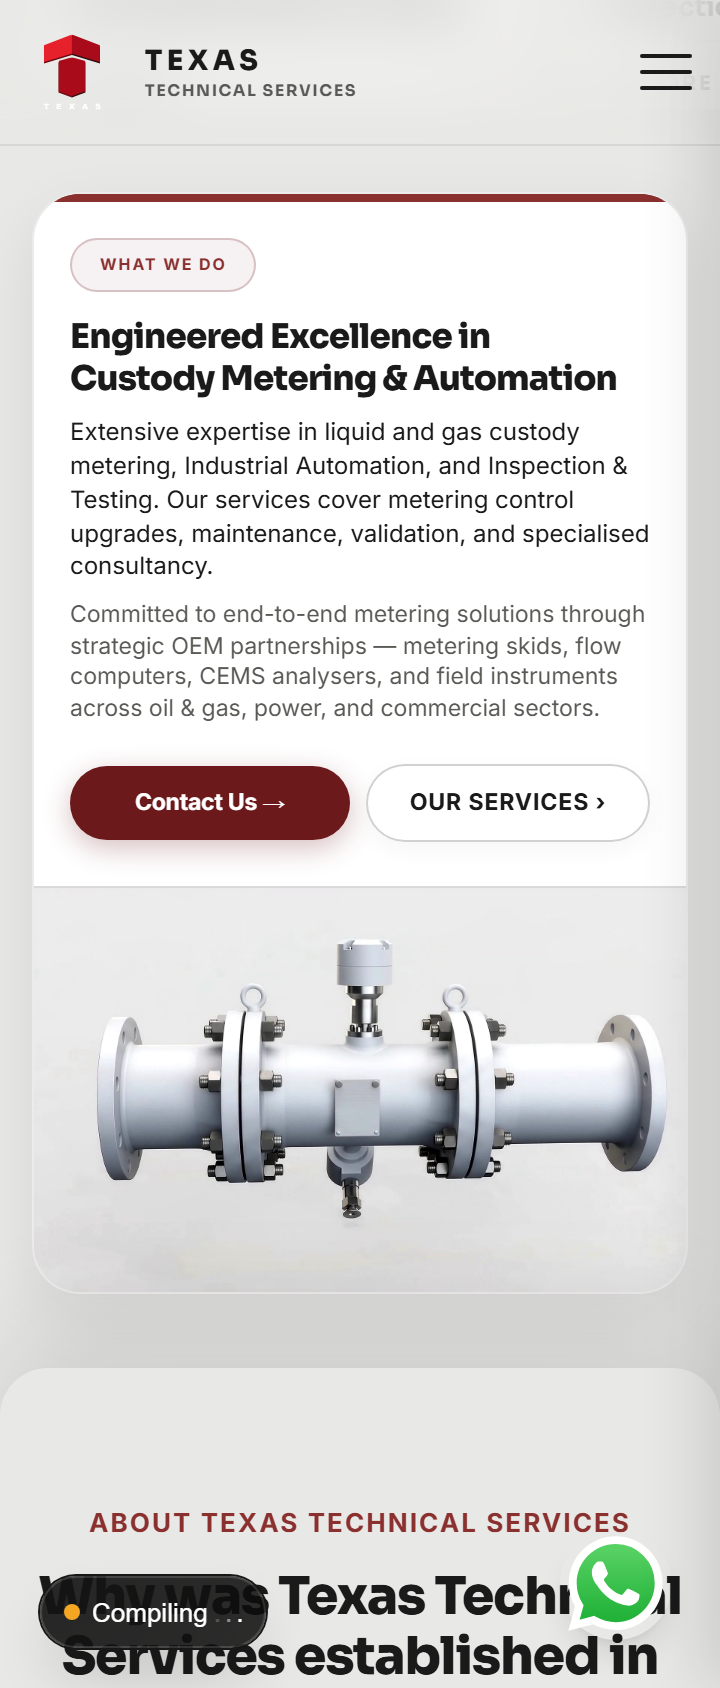 TEXAS
TECHNICAL SERVICES
TEXAS
WHAT WE DO
Engineered Excellence in
Custody Metering & Automation
Extensive expertise in liquid and gas custody
metering, Industrial Automation, and Inspection &
Testing. Our services cover metering control
upgrades, maintenance, validation, and specialised
consultancy.
Committed to end-to-end metering solutions through
strategic OEM partnerships — metering skids, flow
computers, CEMS analysers, and field instruments
across oil & gas, power, and commercial sectors.
Contact Us →
OUR SERVICES ›
ABOUT TEXAS TECHNICAL SERVICES
Why was Texas Technical
Services established in
Compiling ...